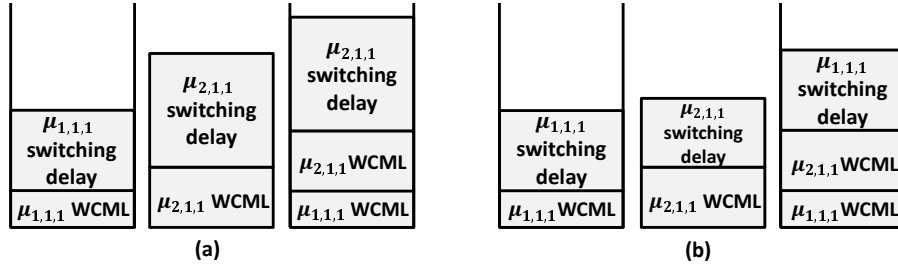 μ1,1,1
switching
delay
μ1,1,1 WCML
μ2,1,1
switching
delay
μ2,1,1 WCML
μ2,1,1
switching
delay
μ2,1,1 WCML
μ1,1,1 WCML
(a)
μ1,1,1
switching
delay
μ1,1,1 WCML
μ2,1,1
switching
delay
μ2,1,1 WCML
μ1,1,1
switching
delay
μ2,1,1 WCML
μ1,1,1 WCML
(b)